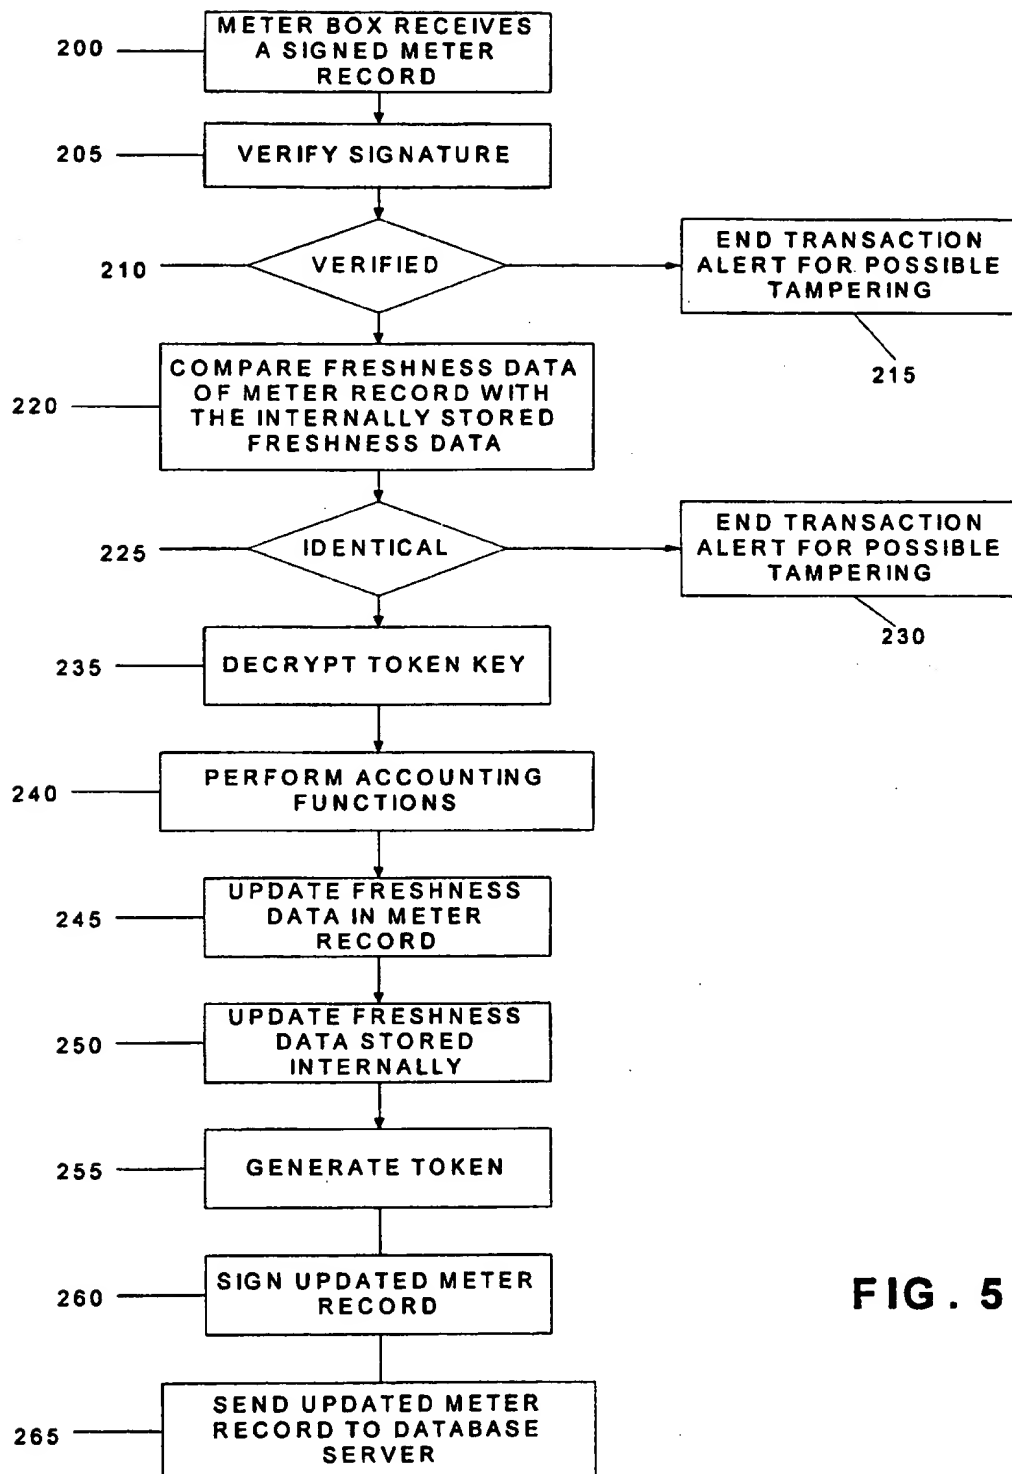 METER BOX RECEIVES
A SIGNED METER
RECORD
200
VERIFY SIGNATURE
205
VERIFIED
210
END TRANSACTION
ALERT FOR POSSIBLE
TAMPERING
215
COMPARE FRESHNESS DATA
OF METER RECORD WITH
THE INTERNALLY STORED
FRESHNESS DATA
220
IDENTICAL
225
END TRANSACTION
ALERT FOR POSSIBLE
TAMPERING
230
DECRYPT TOKEN KEY
235
PERFORM ACCOUNTING
FUNCTIONS
240
UPDATE FRESHNESS
DATA IN METER
RECORD
245
UPDATE FRESHNESS
DATA STORED
INTERNALLY
250
GENERATE TOKEN
255
SIGN UPDATED METER
RECORD
260
FIG. 5
SEND UPDATED METER
RECORD TO DATABASE
SERVER
265